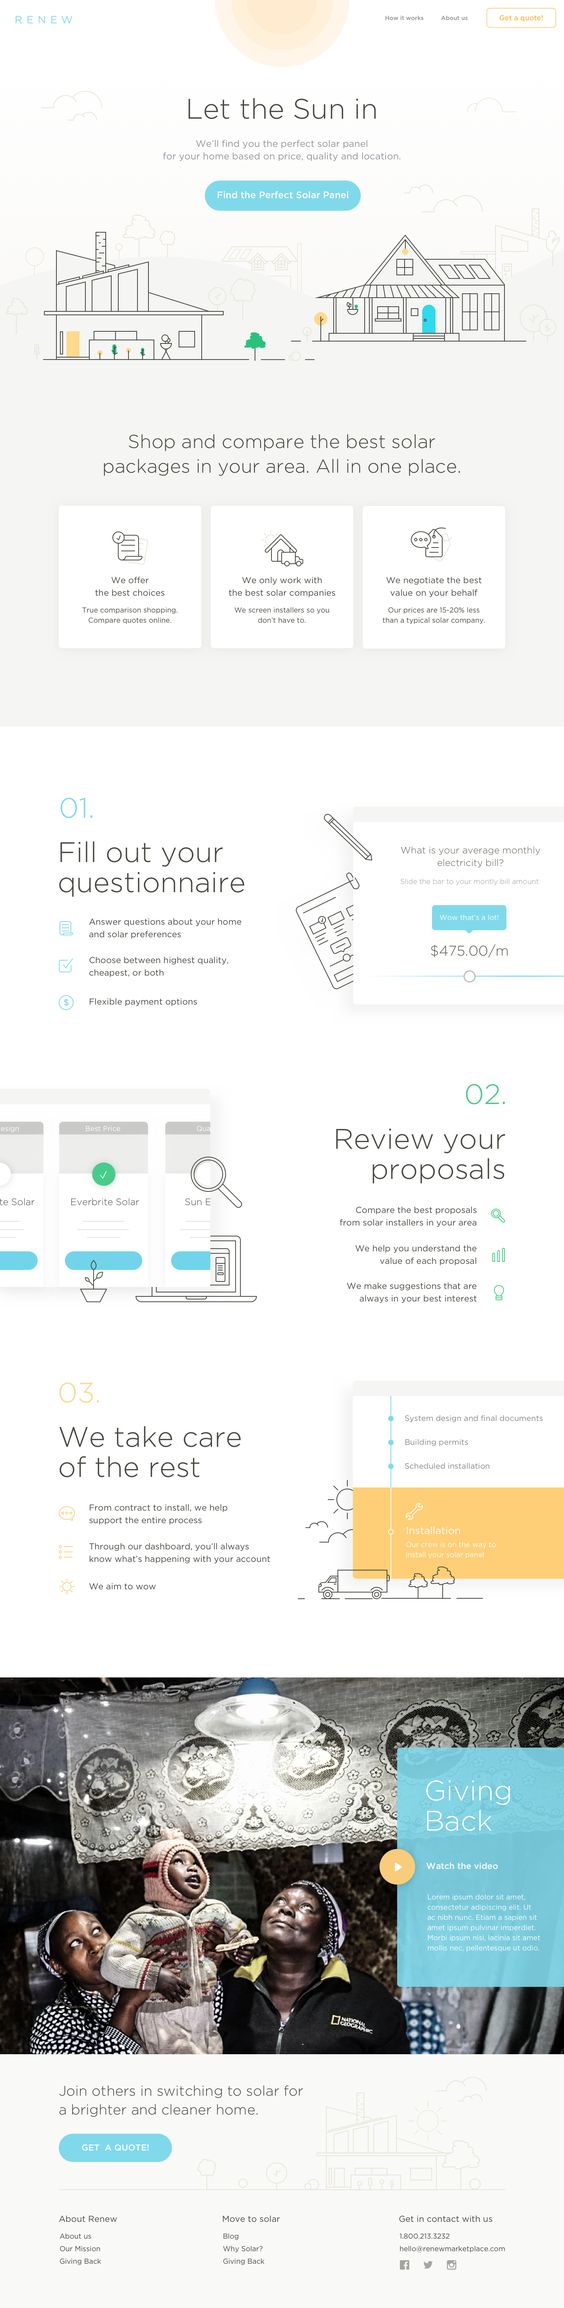 RENEW
How it works
About us
Get a quote!
Let the Sun in
We'll find you the perfect solar panel
for your home based on price, quality and location.
Find the Perfect Solar Panel
Shop and compare the best solar
packages in your area. All in one place.
We offer
the best choices
True comparison shopping.
Compare quotes online.
We only work with
the best solar companies
We screen installers so you
don't have to.
We negotiate the best
value on your behalf
Our prices are 15-20% less
than a typical solar company.
01.
Fill out your
questionnaire
Answer questions about your home
and solar preferences
Choose between highest quality,
cheapest, or both
Flexible payment options
What is your average monthly
electricity bill?
Slide the bar to your montly bill amount
Wow that's a lot!
$475.00/m
02.
Review your
proposals
Compare the best proposals
from solar installers in your area
We help you understand the
value of each proposal
We make suggestions that are
always in your best interest
esign
Best Price
Qua
te Solar
Everbrite Solar
Sun E
03.
We take care
of the rest
From contract to install, we help
support the entire process
Through our dashboard, you'll always
know what's happening with your account
We aim to wow
System design and final documents
Building permits
Scheduled installation
Installation
Our crew is on the way to
install your solar panel
Giving
Back
Watch the video
Lorem ipsum dolor sit amet,
consectetur adipiscing elit. Ut
ac nibh nunc. Etiam a sapien sit
amet ipsum pulvinar imperdiet.
Morbi ipsum nisi, lacinia sit amet
mollis nec, pellentesque ut odio.
NATIONAL
GEOGRAPHIC
Join others in switching to solar for
a brighter and cleaner home.
GET A QUOTE!
About Renew
About us
Our Mission
Giving Back
Move to solar
Blog
Why Solar?
Giving Back
Get in contact with us
1.800.213.3232
hello@renewmarketplace.com